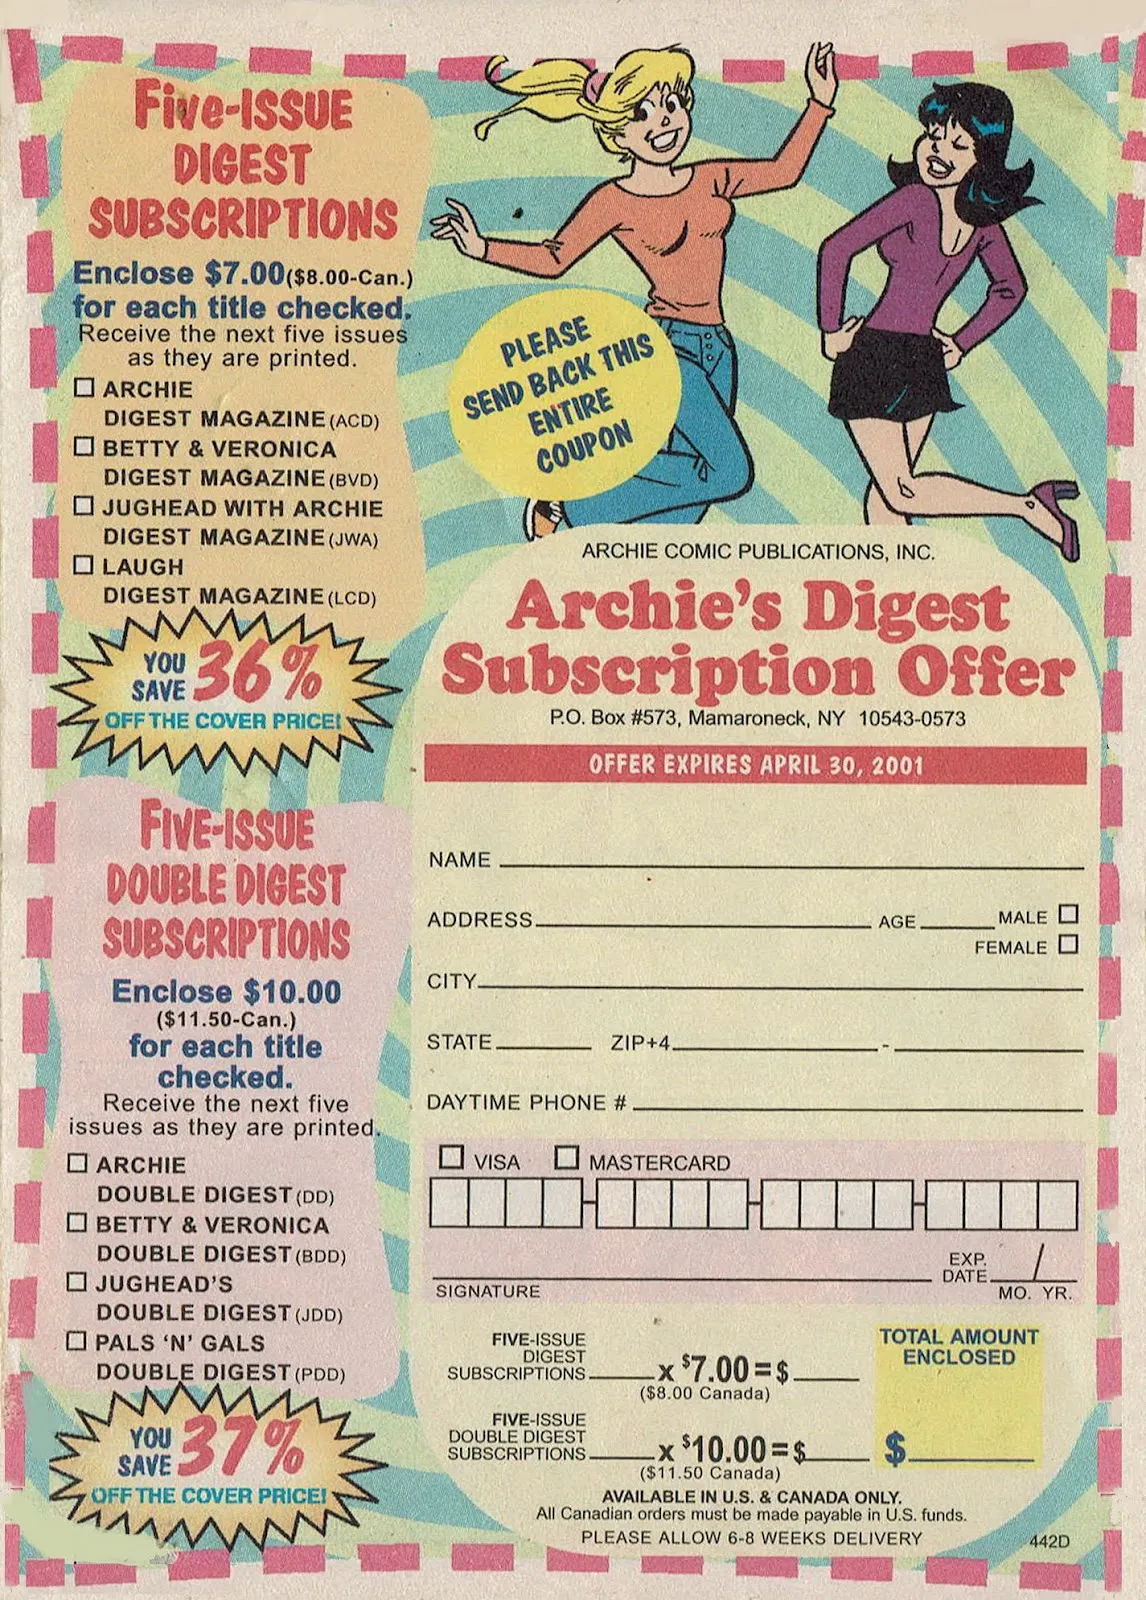 Five-ISSUE
DIGEST
SUBSCRIPTIONS
Enclose $7.00 ($8.00-Can.)
for each title checked.
Receive the next five issues
as they are printed.
ARCHIE
DIGEST MAGAZINE (ACD)
BETTY & VERONICA
DIGEST MAGAZINE (BVD)
JUGHEAD WITH ARCHIE
DIGEST MAGAZINE (JWA)
LAUGH
DIGEST MAGAZINE (LCD)
YOU
SAVE 36%
OFF THE COVER PRICE!
FIVE-ISSUE
DOUBLE DIGEST
SUBSCRIPTIONS
Enclose $10.00
($11.50-Can.)
for each title
checked.
Receive the next five
issues as they are printed.
ARCHIE
DOUBLE DIGEST (DD)
BETTY & VERONICA
DOUBLE DIGEST (BDD)
JUGHEAD'S
DOUBLE DIGEST (JDD)
PALS 'N' GALS
DOUBLE DIGEST (PDD)
YOU
SAVE 37%
OFF THE COVER PRICE!
PLEASE
SEND BACK THIS
ENTIRE
COUPON
ARCHIE COMIC PUBLICATIONS, INC.
Archie's Digest
Subscription Offer
P.O. Box #573, Mamaroneck, NY 10543-0573
OFFER EXPIRES APRIL 30, 2001
NAME
ADDRESS AGE MALE
FEMALE
CITY
STATE ZIP+4 -
DAYTIME PHONE #
VISA MASTERCARD
SIGNATURE
EXP.
DATE /
MO. YR.
FIVE-ISSUE
DIGEST
SUBSCRIPTIONS x $7.00 = $
($8.00 Canada)
FIVE-ISSUE
DOUBLE DIGEST
SUBSCRIPTIONS x $10.00 = $
($11.50 Canada)
TOTAL AMOUNT
ENCLOSED
$
AVAILABLE IN U.S. & CANADA ONLY.
All Canadian orders must be made payable in U.S. funds.
PLEASE ALLOW 6-8 WEEKS DELIVERY
442D